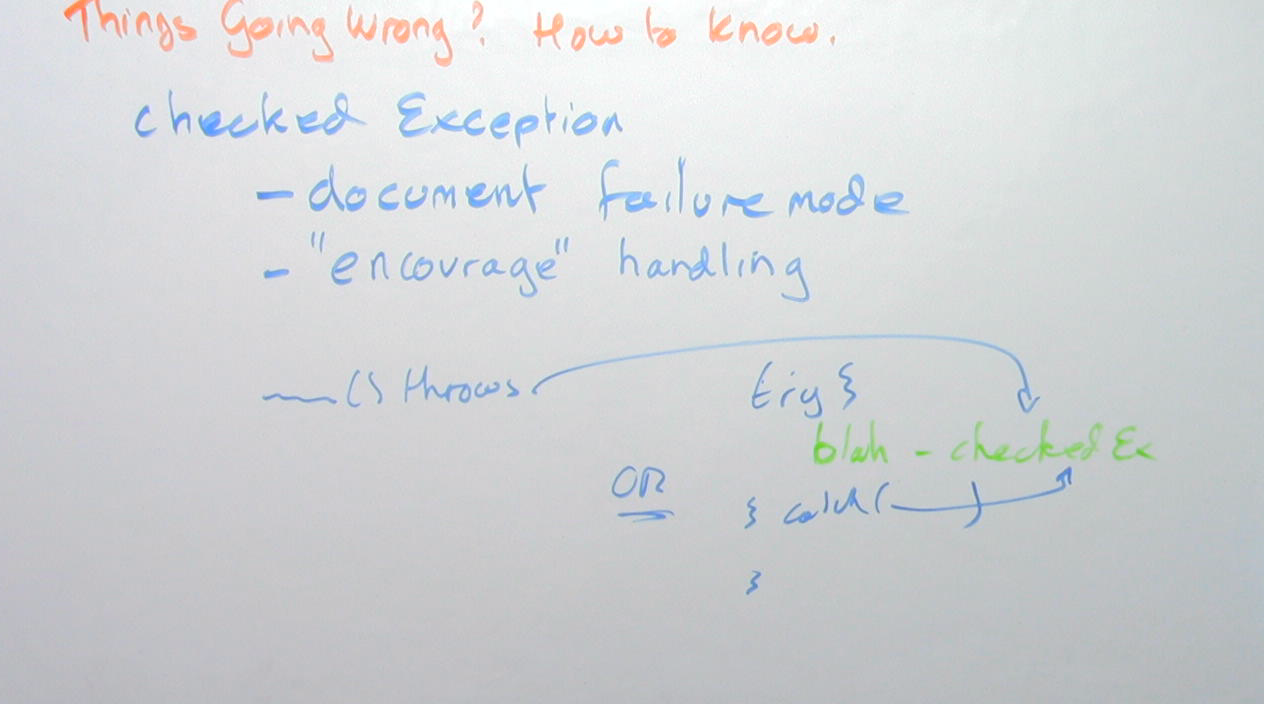 Things Going Wrong? How to know.
checked Exception
- document failure mode
- "encourage" handling
() throws
try {
blah - checked Ex
OR
} catch ( )
}